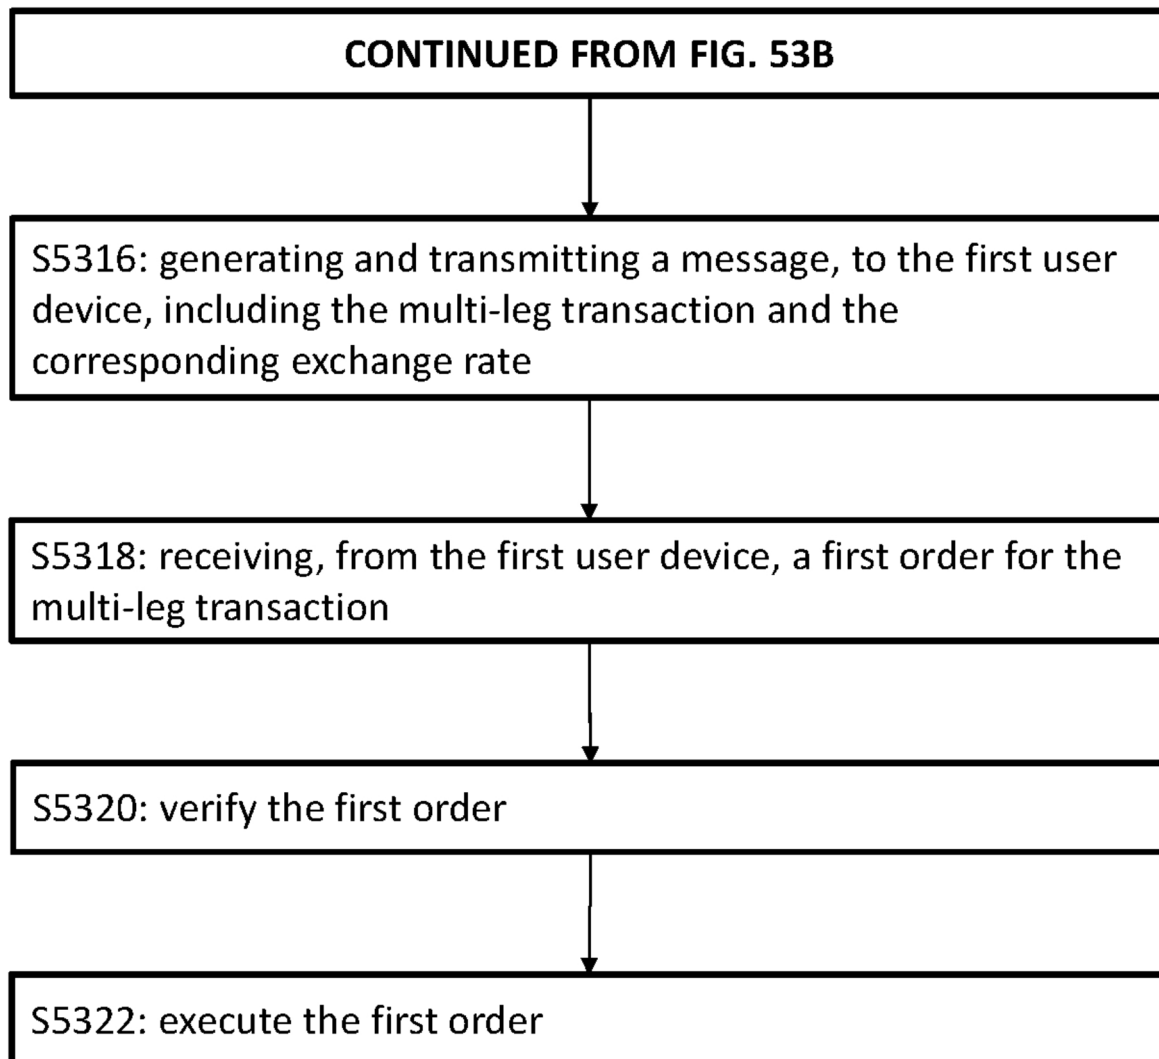 CONTINUED FROM FIG. 53B
S5316: generating and transmitting a message, to the first user
device, including the multi-leg transaction and the
corresponding exchange rate
S5318: receiving, from the first user device, a first order for the
multi-leg transaction
S5320: verify the first order
S5322: execute the first order